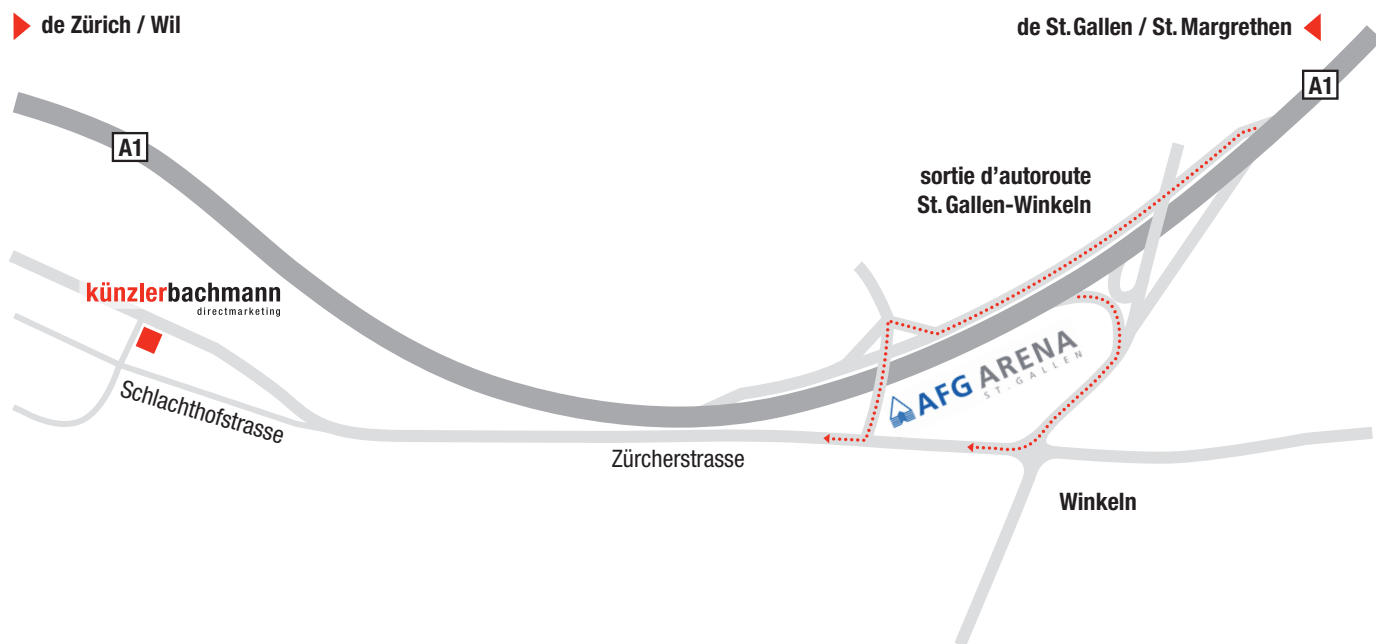 de Zürich / Wil
de St. Gallen / St. Margrethen
A1
A1
sortie d’autoroute
St. Gallen-Winkeln
künzlerbachmann
directmarketing
AFG ARENA
ST. GALLEN
Schlachthofstrasse
Zürcherstrasse
Winkeln